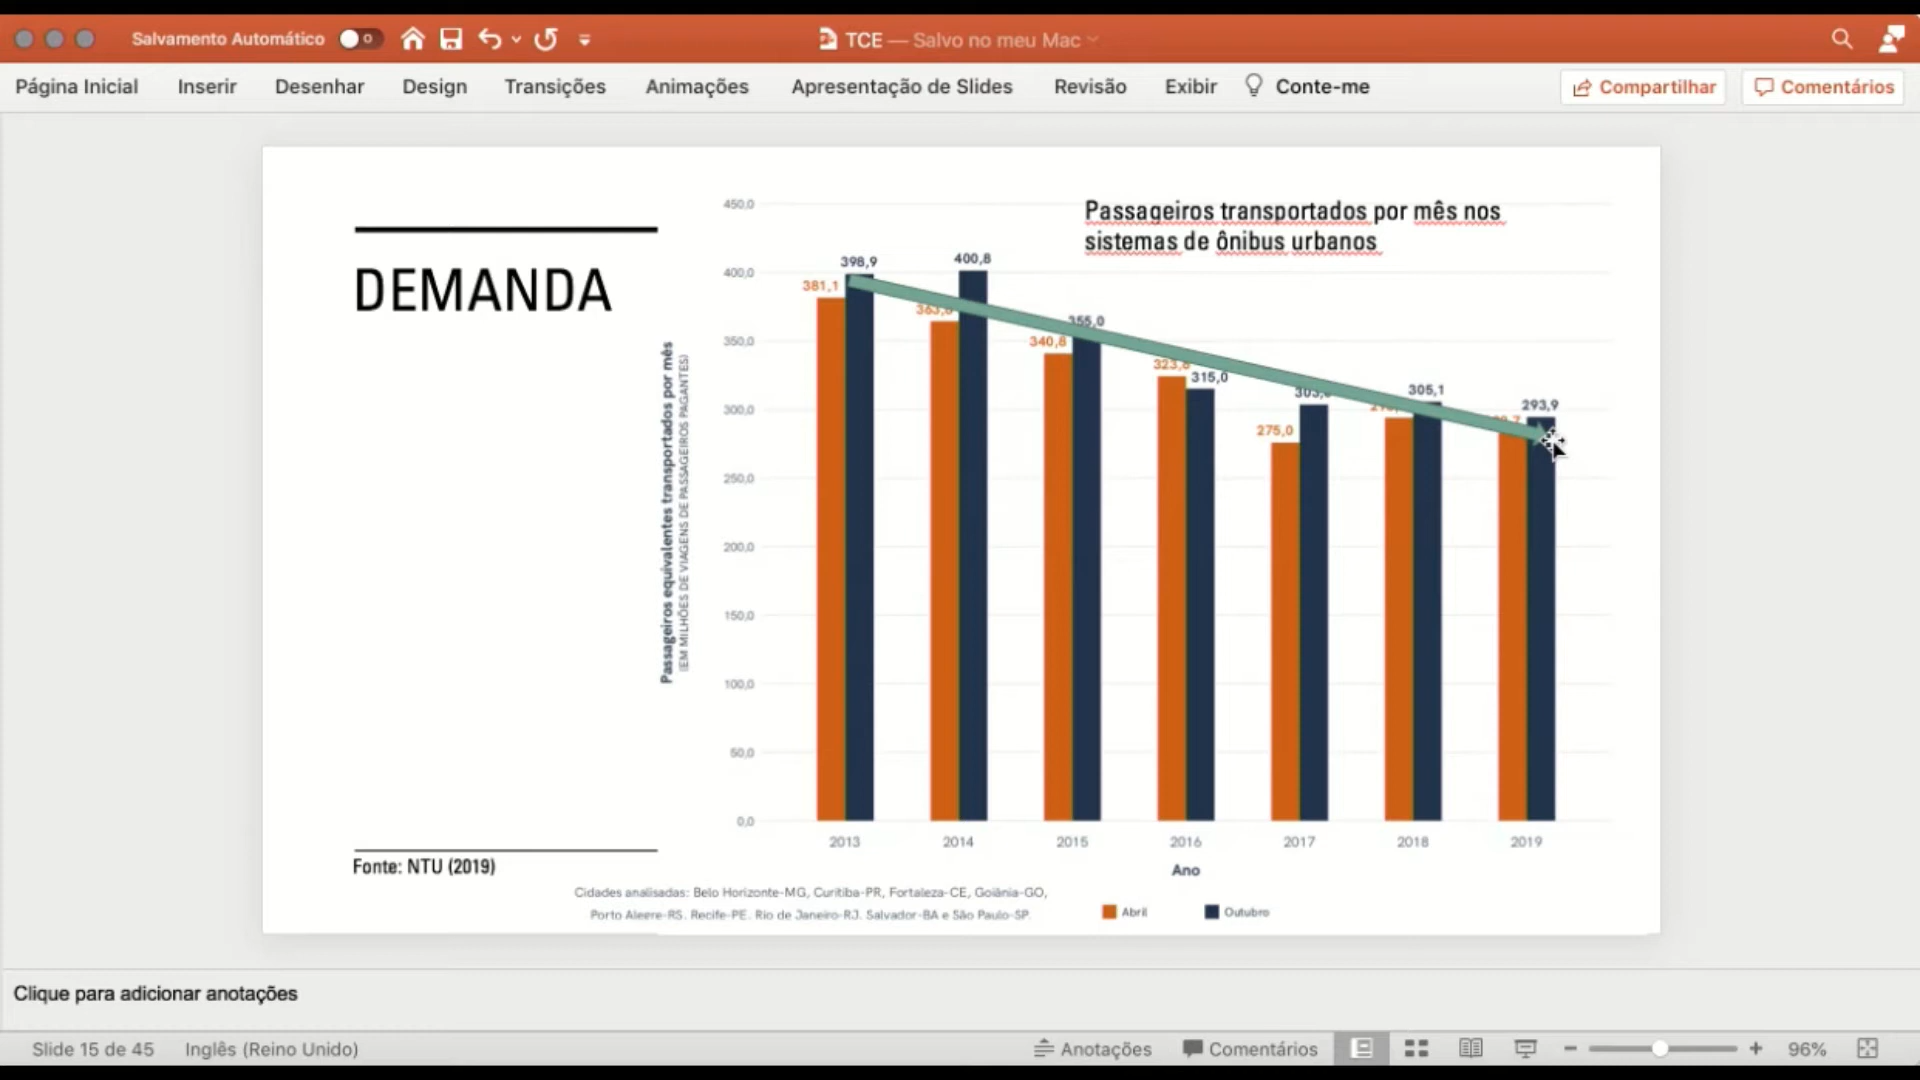 Salvamento Automático
TCE — Salvo no meu Mac
Página Inicial
Inserir
Desenhar
Design
Transições
Animações
Apresentação de Slides
Revisão
Exibir
Conte-me
Compartilhar
Comentários
DEMANDA
Passageiros transportados por mês nos
sistemas de ônibus urbanos
Passageiros equivalentes transportados por mês
(EM MILHÕES DE VIAGENS DE PASSAGEIROS PAGANTES)
450,0
400,0
350,0
300,0
250,0
200,0
150,0
100,0
50,0
0,0
381,1
398,9
400,8
340,8
355,0
315,0
275,0
305,1
293,9
2013
2014
2015
2016
2017
2018
2019
Ano
Fonte: NTU (2019)
Cidades analisadas: Belo Horizonte-MG, Curitiba-PR, Fortaleza-CE, Goiânia-GO,
Porto Alegre-RS, Recife-PE, Rio de Janeiro-RJ, Salvador-BA e São Paulo-SP.
Abril
Outubro
Clique para adicionar anotações
Slide 15 de 45
Inglês (Reino Unido)
Anotações
Comentários
96%